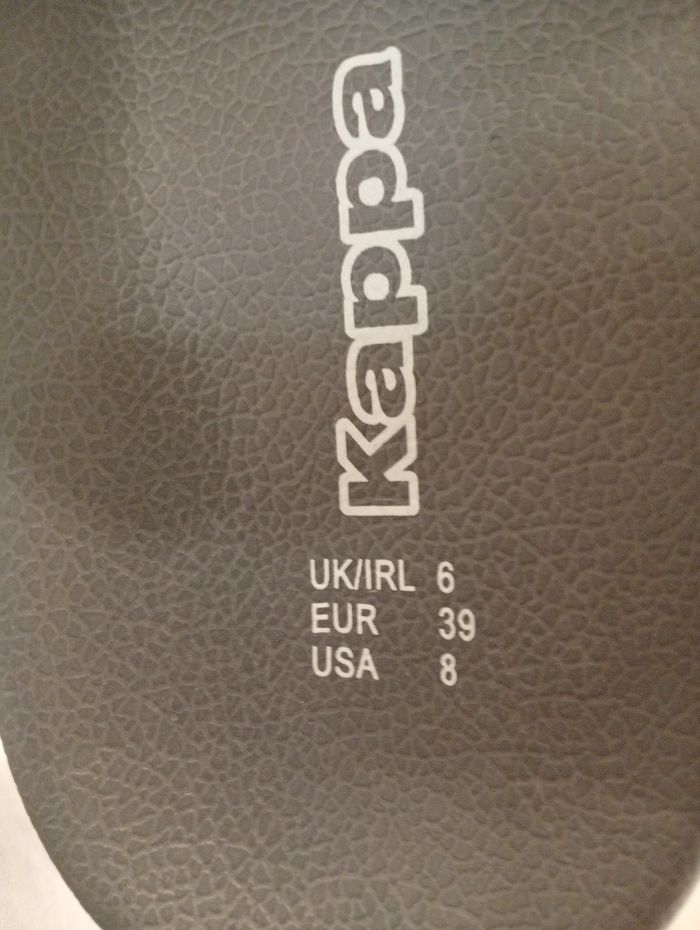 Kappa
UK/IRL 6
EUR 39
USA 8